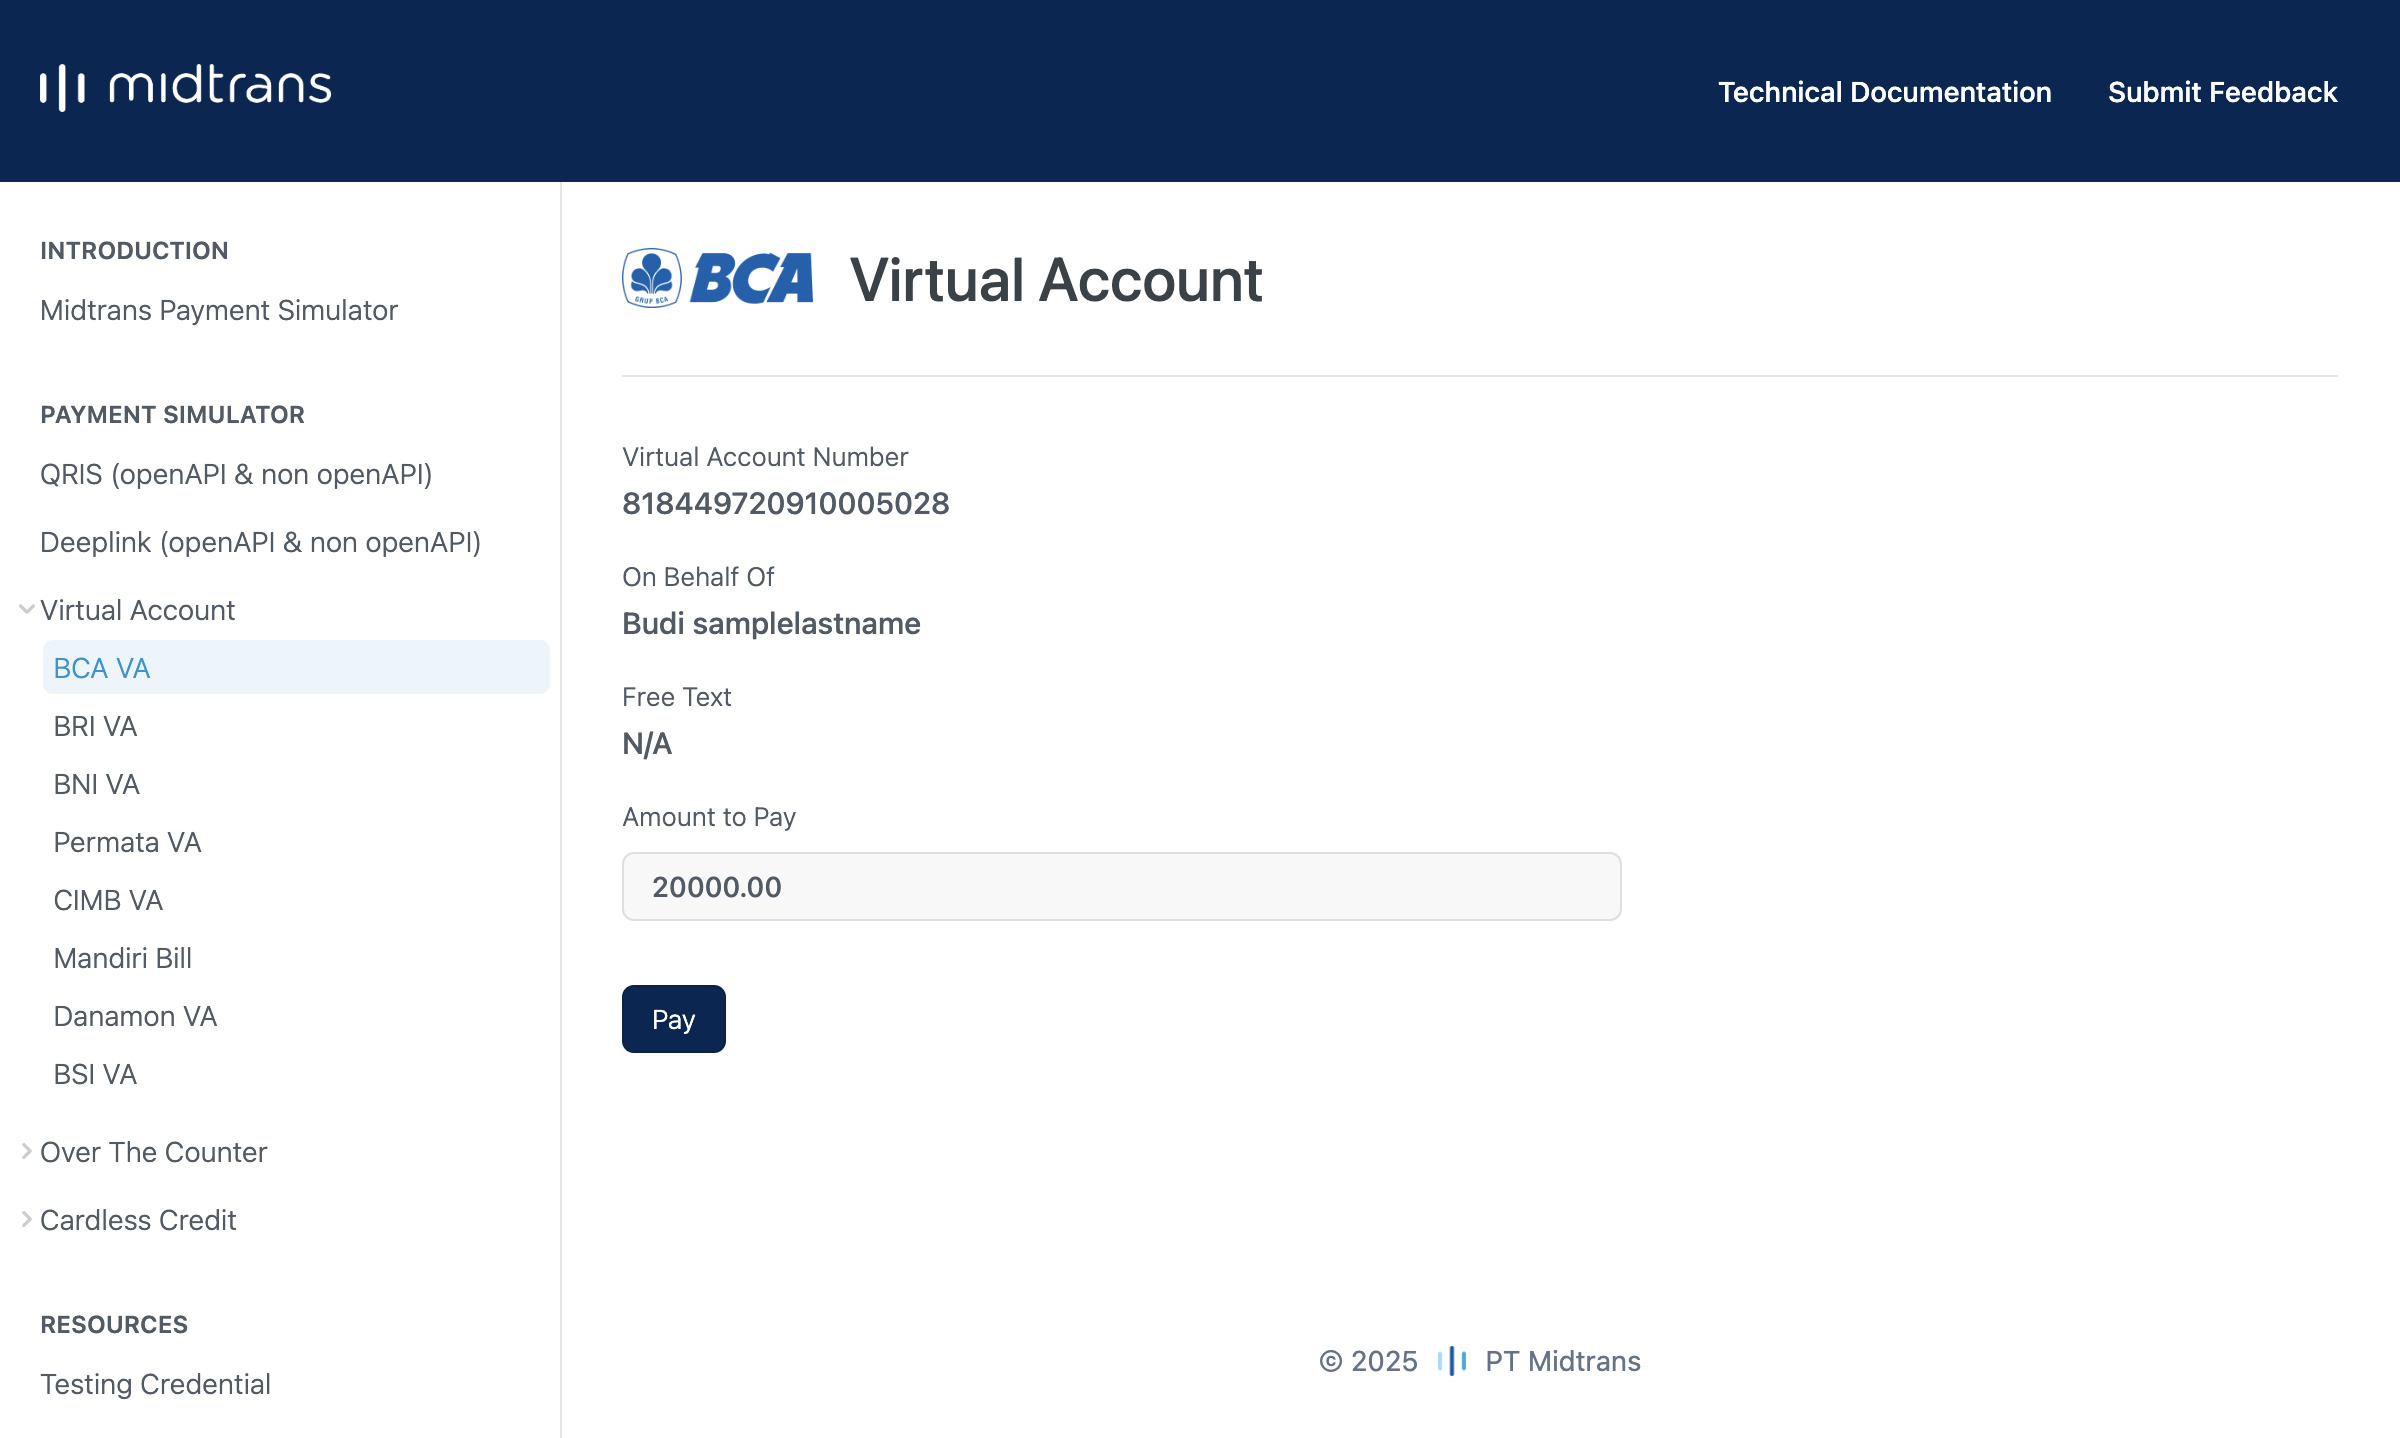 midtrans
Technical Documentation
Submit Feedback
INTRODUCTION
Midtrans Payment Simulator
PAYMENT SIMULATOR
QRIS (openAPI & non openAPI)
Deeplink (openAPI & non openAPI)
Virtual Account
BCA VA
BRI VA
BNI VA
Permata VA
CIMB VA
Mandiri Bill
Danamon VA
BSI VA
Over The Counter
Cardless Credit
RESOURCES
Testing Credential
GRUP BCA
BCA Virtual Account
Virtual Account Number
818449720910005028
On Behalf Of
Budi samplelastname
Free Text
N/A
Amount to Pay
20000.00
Pay
© 2025 PT Midtrans